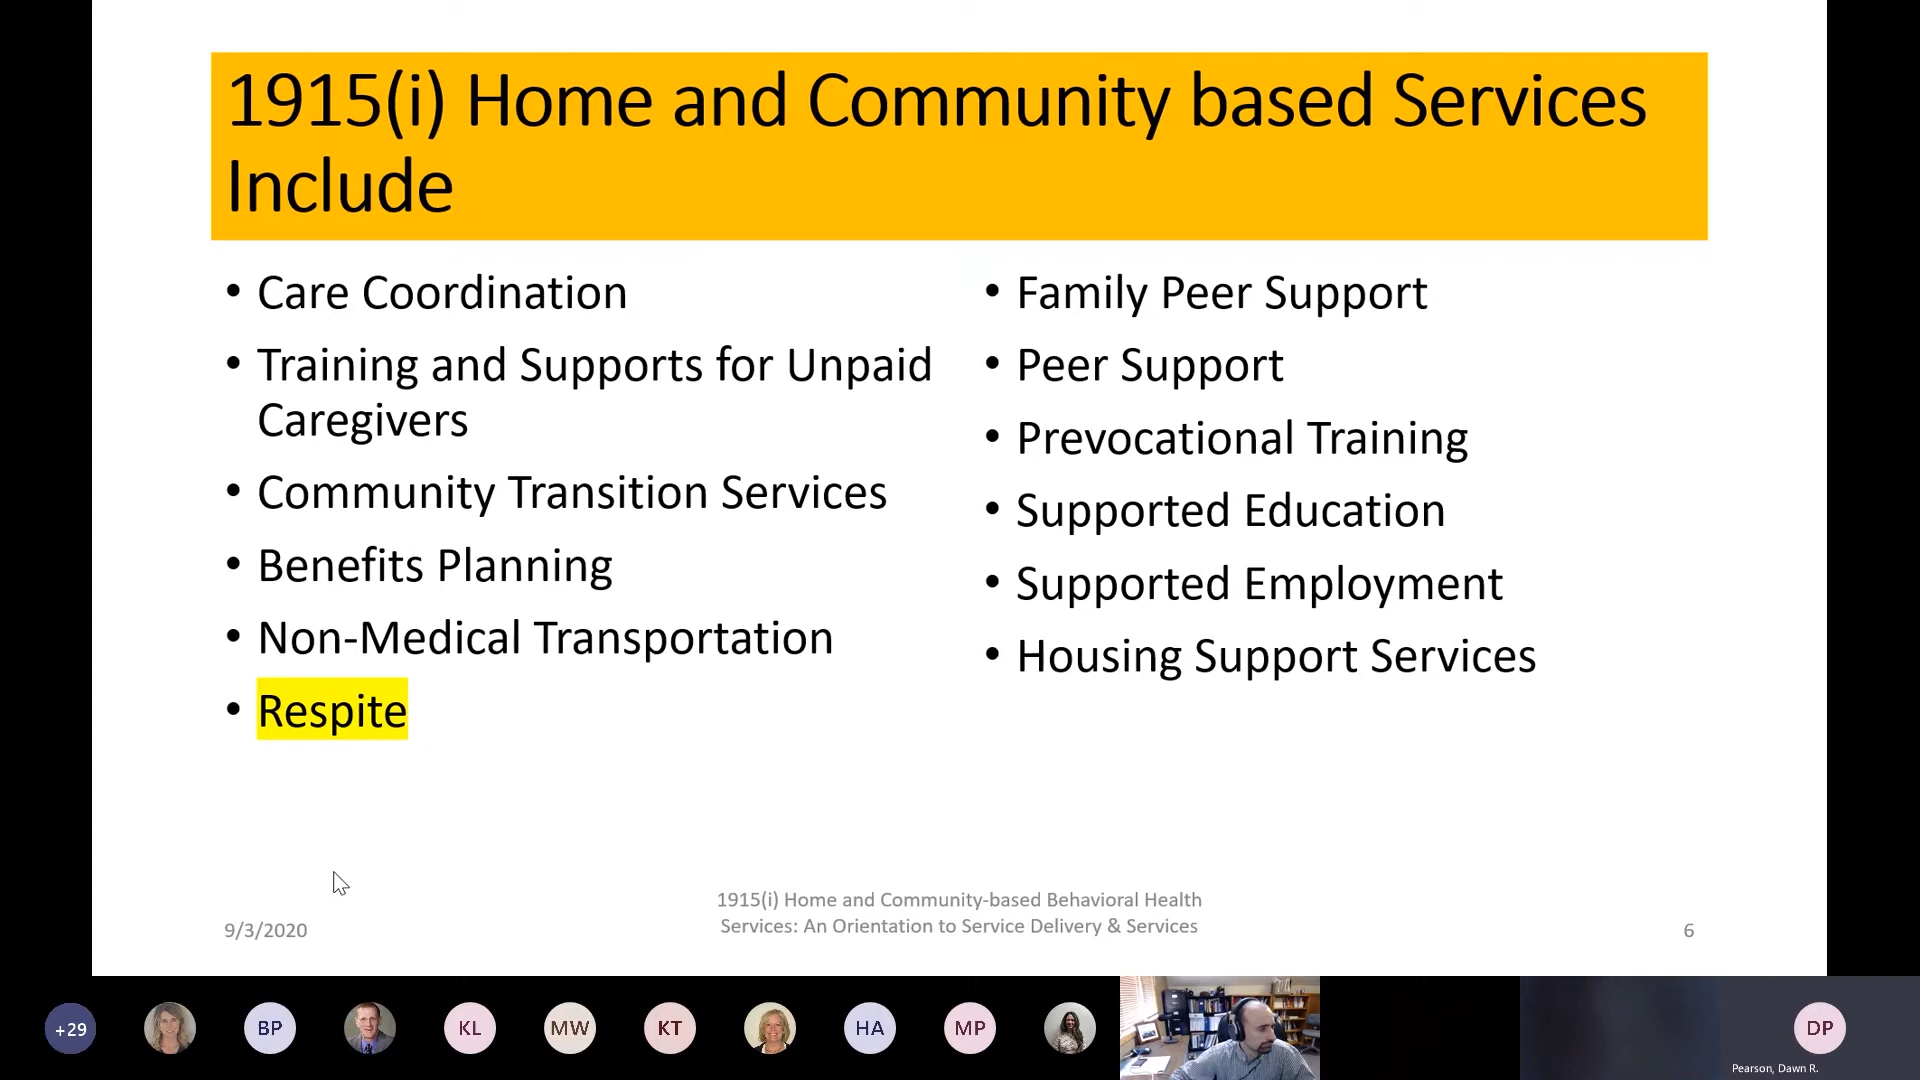 1915(i) Home and Community based Services
Include
• Care Coordination
• Training and Supports for Unpaid
Caregivers
• Community Transition Services
• Benefits Planning
• Non-Medical Transportation
• Respite
• Family Peer Support
• Peer Support
• Prevocational Training
• Supported Education
• Supported Employment
• Housing Support Services
9/3/2020
1915(i) Home and Community-based Behavioral Health
Services: An Orientation to Service Delivery & Services
6
+29
BP
KL
MW
KT
HA
MP
DP
Pearson, Dawn R.